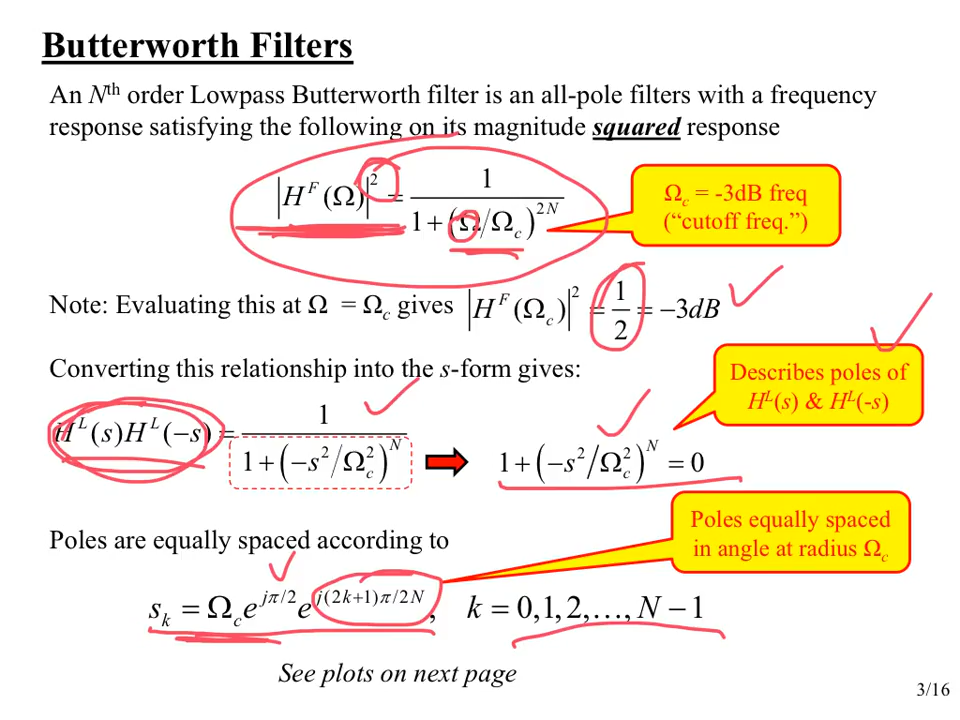 Butterworth Filters
An Nth order Lowpass Butterworth filter is an all-pole filters with a frequency
response satisfying the following on its magnitude squared response
|H^F(Ω)|^2 = 1 / (1 + (Ω/Ω_c)^{2N})
Ω_c = -3dB freq
("cutoff freq.")
Note: Evaluating this at Ω = Ω_c gives |H^F(Ω_c)|^2 = 1/2 = −3dB
Converting this relationship into the s-form gives:
Describes poles of
H^L(s) & H^L(-s)
H^L(s)H^L(−s) = 1 / (1 + (−s^2/Ω_c^2)^N)
1 + (−s^2/Ω_c^2)^N = 0
Poles are equally spaced according to
Poles equally spaced
in angle at radius Ω_c
s_k = Ω_c e^{jπ/2} e^{j(2k+1)π/2N}, k = 0,1,2,…, N−1
See plots on next page
3/16